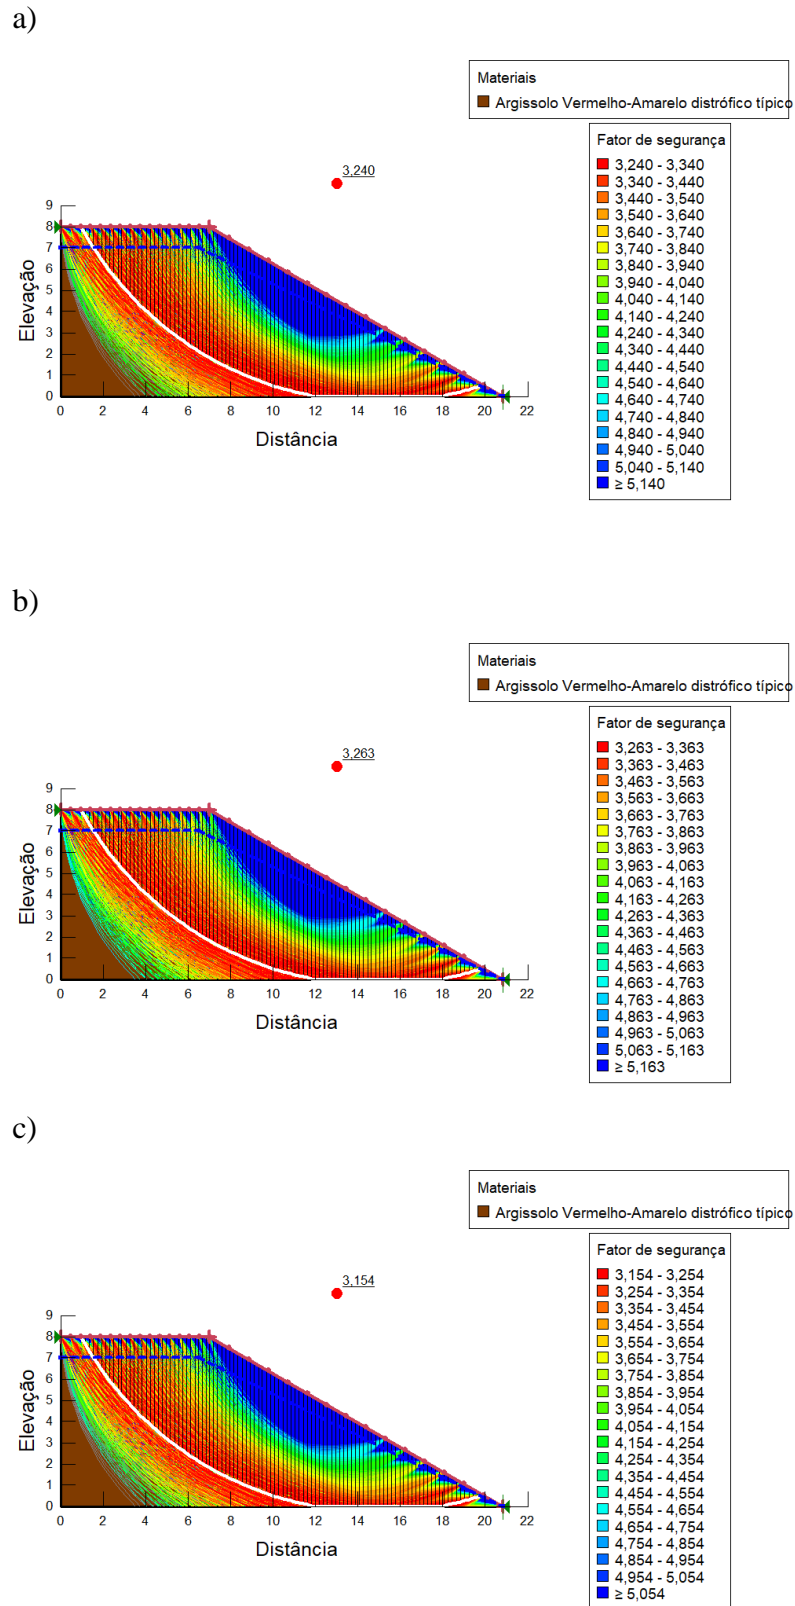 a)
Materiais
Argissolo Vermelho-Amarelo distrófico típico
Fator de segurança
3,240 - 3,340
3,340 - 3,440
3,440 - 3,540
3,540 - 3,640
3,640 - 3,740
3,740 - 3,840
3,840 - 3,940
3,940 - 4,040
4,040 - 4,140
4,140 - 4,240
4,240 - 4,340
4,340 - 4,440
4,440 - 4,540
4,540 - 4,640
4,640 - 4,740
4,740 - 4,840
4,840 - 4,940
4,940 - 5,040
5,040 - 5,140
≥ 5,140
3,240
9
8
7
6
5
4
3
2
1
0
Elevação
0 2 4 6 8 10 12 14 16 18 20 22
Distância
b)
Materiais
Argissolo Vermelho-Amarelo distrófico típico
Fator de segurança
3,263 - 3,363
3,363 - 3,463
3,463 - 3,563
3,563 - 3,663
3,663 - 3,763
3,763 - 3,863
3,863 - 3,963
3,963 - 4,063
4,063 - 4,163
4,163 - 4,263
4,263 - 4,363
4,363 - 4,463
4,463 - 4,563
4,563 - 4,663
4,663 - 4,763
4,763 - 4,863
4,863 - 4,963
4,963 - 5,063
5,063 - 5,163
≥ 5,163
3,263
9
8
7
6
5
4
3
2
1
0
Elevação
0 2 4 6 8 10 12 14 16 18 20 22
Distância
c)
Materiais
Argissolo Vermelho-Amarelo distrófico típico
Fator de segurança
3,154 - 3,254
3,254 - 3,354
3,354 - 3,454
3,454 - 3,554
3,554 - 3,654
3,654 - 3,754
3,754 - 3,854
3,854 - 3,954
3,954 - 4,054
4,054 - 4,154
4,154 - 4,254
4,254 - 4,354
4,354 - 4,454
4,454 - 4,554
4,554 - 4,654
4,654 - 4,754
4,754 - 4,854
4,854 - 4,954
4,954 - 5,054
≥ 5,054
3,154
9
8
7
6
5
4
3
2
1
0
Elevação
0 2 4 6 8 10 12 14 16 18 20 22
Distância